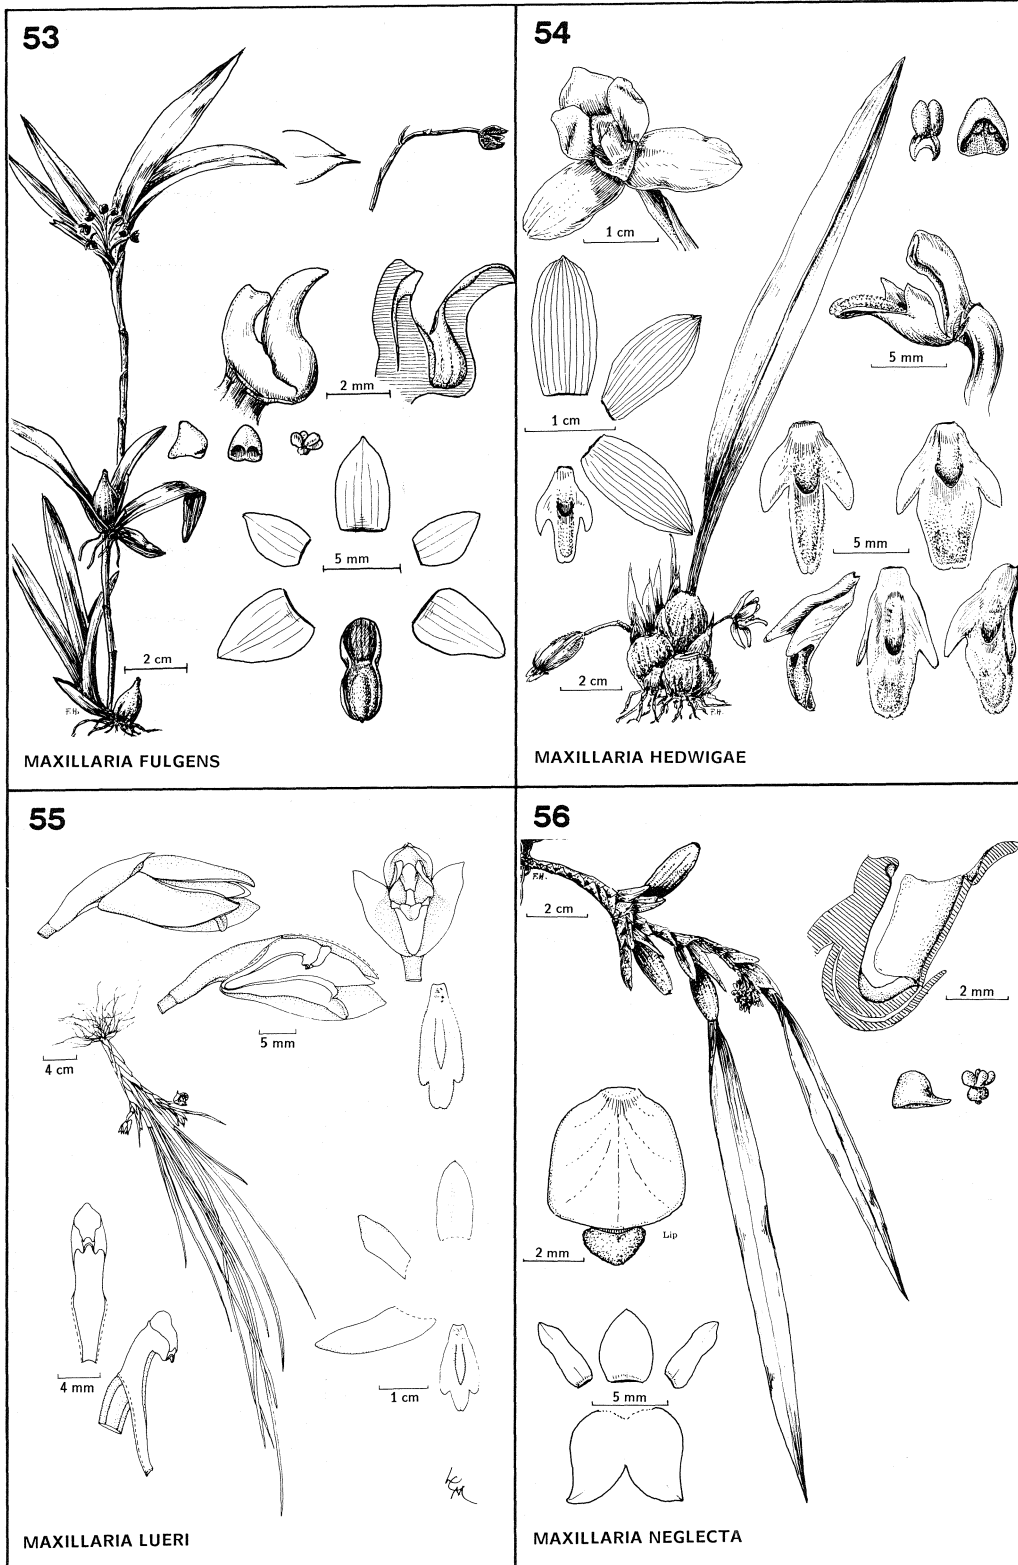 53
2 mm
5 mm
2 cm
F.H.
MAXILLARIA FULGENS
54
1 cm
5 mm
1 cm
5 mm
2 cm
F.H.
MAXILLARIA HEDWIGAE
55
5 mm
4 cm
4 mm
1 cm
MAXILLARIA LUERI
56
F.H.
2 cm
2 mm
Lip
2 mm
5 mm
MAXILLARIA NEGLECTA